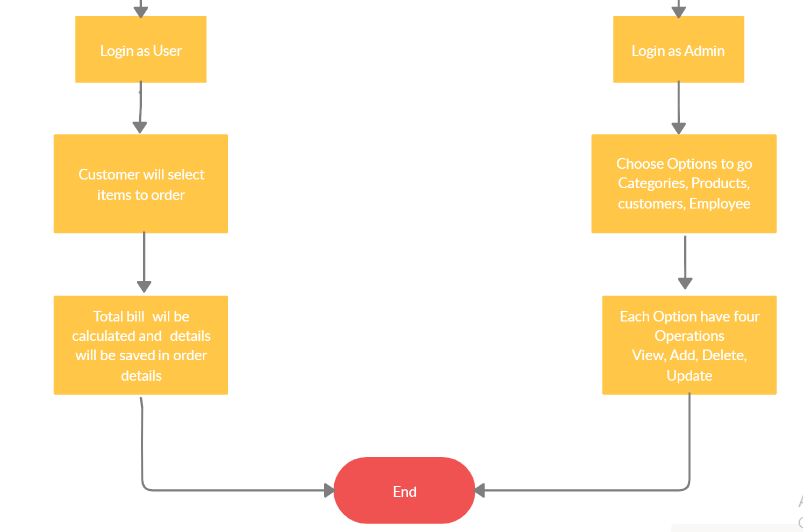 Login as User
Login as Admin
Customer will select
items to order
Choose Options to go
Categories, Products,
customers, Employee
Total bill wil be
calculated and details
will be saved in order
details
Each Option have four
Operations
View, Add, Delete,
Update
End